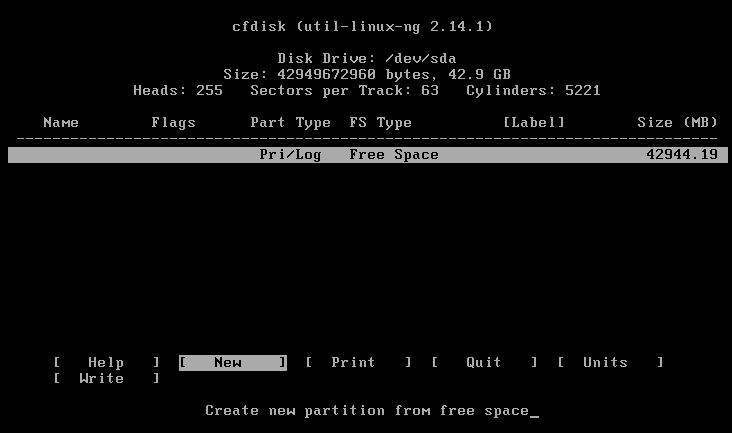 cfdisk (util-linux-ng 2.14.1)
Disk Drive: /dev/sda
Size: 42949672960 bytes, 42.9 GB
Heads: 255   Sectors per Track: 63   Cylinders: 5221
Name        Flags      Part Type  FS Type          [Label]        Size (MB)
------------------------------------------------------------------------------
Pri/Log   Free Space                       42944.19
[   Help   ]  [   New    ]  [  Print   ]  [   Quit   ]  [  Units   ]
[  Write   ]
Create new partition from free space_